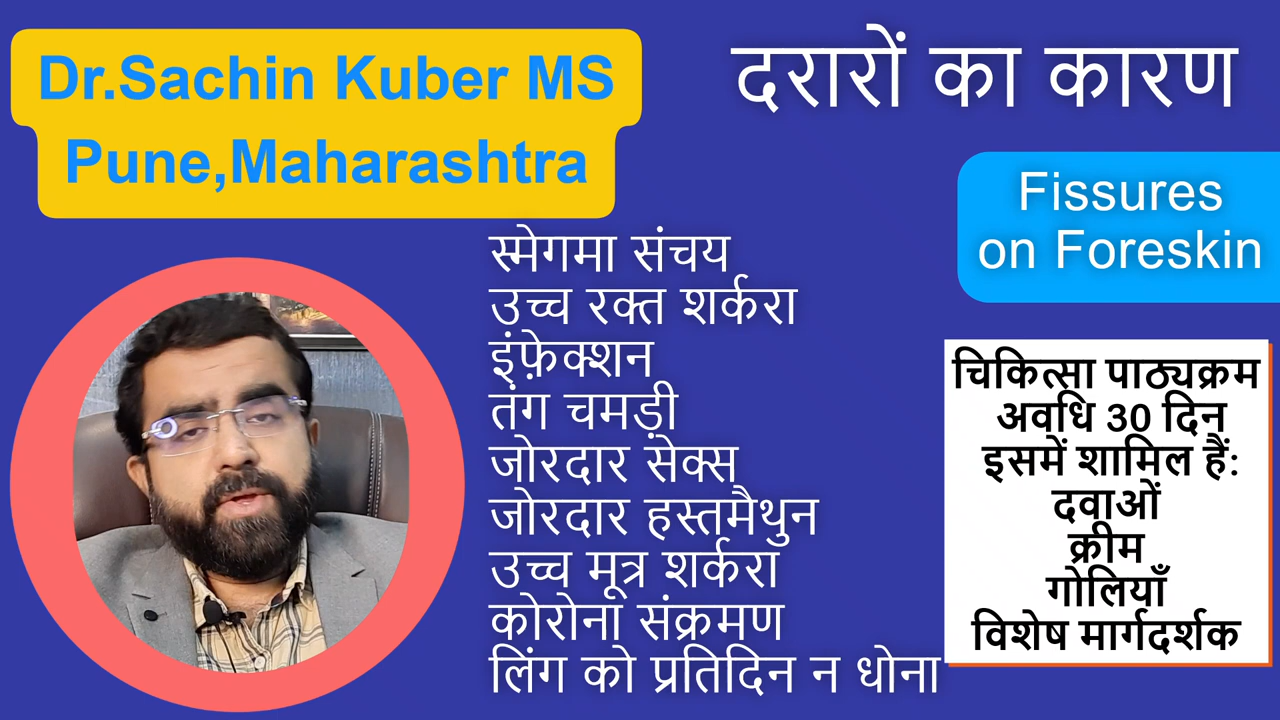 Dr.Sachin Kuber MS
Pune,Maharashtra
दरारों का कारण
Fissures
on Foreskin
स्मेगमा संचय
उच्च रक्त शर्करा
इंफ़ेक्शन
तंग चमड़ी
जोरदार सेक्स
जोरदार हस्तमैथुन
उच्च मूत्र शर्करा
कोरोना संक्रमण
लिंग को प्रतिदिन न धोना
चिकित्सा पाठ्यक्रम
अवधि 30 दिन
इसमें शामिल हैं:
दवाओं
क्रीम
गोलियाँ
विशेष मार्गदर्शक